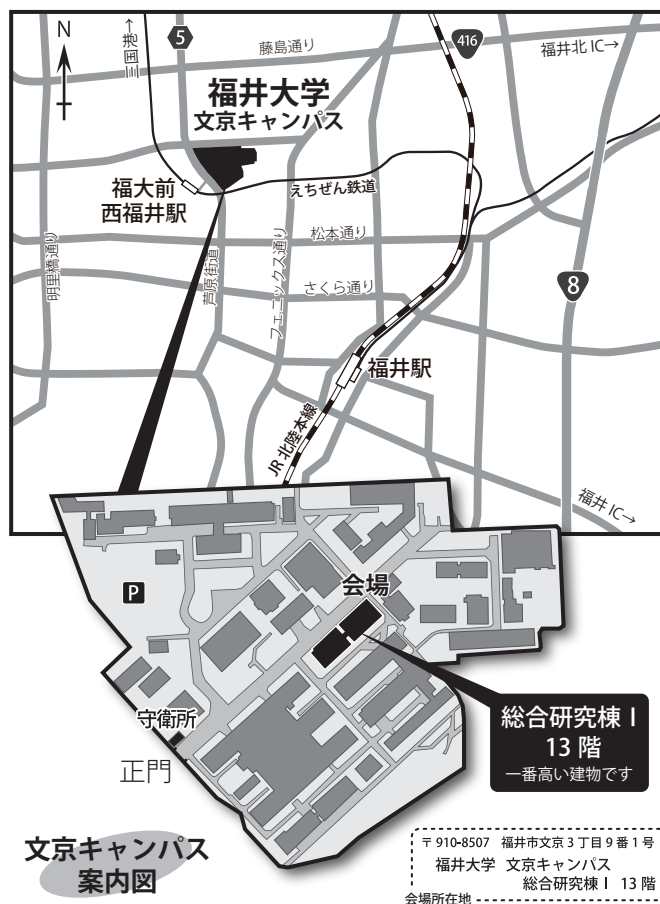 N
三国港→
5
藤島通り
416
福井北 IC→
福井大学
文京キャンパス
福大前
西福井駅
えちぜん鉄道
明里橋通り
芦原街道
フェニックス通り
松本通り
さくら通り
8
福井駅
JR 北陸本線
福井 IC→
P
会場
守衛所
正門
総合研究棟 I
13 階
一番高い建物です
文京キャンパス
案内図
〒910-8507 福井市文京 3 丁目 9 番 1 号
福井大学 文京キャンパス
総合研究棟 I 13 階
会場所在地